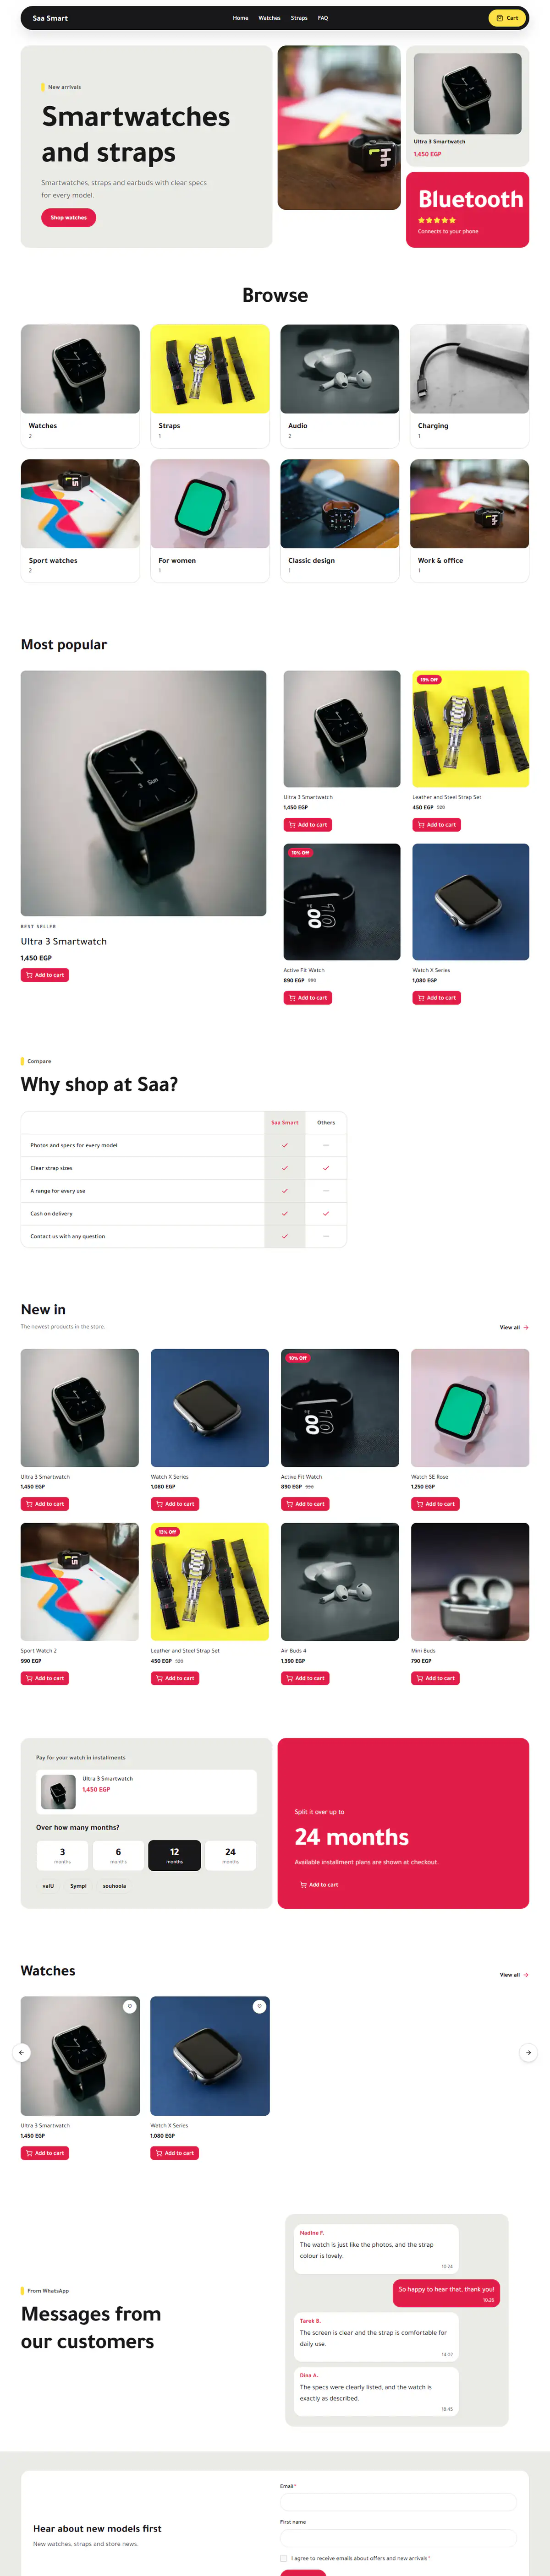 Saa Smart
Home Watches Straps FAQ
Cart
New arrivals
Smartwatches
and straps
Smartwatches, straps and earbuds with clear specs
for every model.
Shop watches
Ultra 3 Smartwatch
1,450 EGP
Bluetooth
Connects to your phone
Browse
Watches
2
Straps
1
Audio
2
Charging
1
Sport watches
2
For women
1
Classic design
1
Work & office
1
Most popular
BEST SELLER
Ultra 3 Smartwatch
1,450 EGP
Add to cart
Ultra 3 Smartwatch
1,450 EGP
Add to cart
13% Off
Leather and Steel Strap Set
450 EGP
Add to cart
10% Off
Active Fit Watch
890 EGP 990
Add to cart
Watch X Series
1,080 EGP
Add to cart
Compare
Why shop at Saa?
Saa Smart Others
Photos and specs for every model
Clear strap sizes
A range for every use
Cash on delivery
Contact us with any question
New in
The newest products in the store.
View all
Ultra 3 Smartwatch
1,450 EGP
Add to cart
Watch X Series
1,080 EGP
Add to cart
10% Off
Active Fit Watch
890 EGP 990
Add to cart
Watch SE Rose
1,250 EGP
Add to cart
Sport Watch 2
990 EGP
Add to cart
13% Off
Leather and Steel Strap Set
450 EGP
Add to cart
Air Buds 4
1,390 EGP
Add to cart
Mini Buds
790 EGP
Add to cart
Pay for your watch in installments
Ultra 3 Smartwatch
1,450 EGP
Over how many months?
3
months
6
months
12
months
24
months
valU Sympl souhoola
Split it over up to
24 months
Available installment plans are shown at checkout.
Add to cart
Watches
View all
Ultra 3 Smartwatch
1,450 EGP
Add to cart
Watch X Series
1,080 EGP
Add to cart
From WhatsApp
Messages from
our customers
Nadine F.
The watch is just like the photos, and the strap
colour is lovely.
10:24
So happy to hear that, thank you!
10:26
Tarek B.
The screen is clear and the strap is comfortable for
daily use.
14:02
Dina A.
The specs were clearly listed, and the watch is
exactly as described.
18:45
Hear about new models first
Newest watches, straps and store news.
Email*
First name
I agree to receive emails about offers and new arrivals*